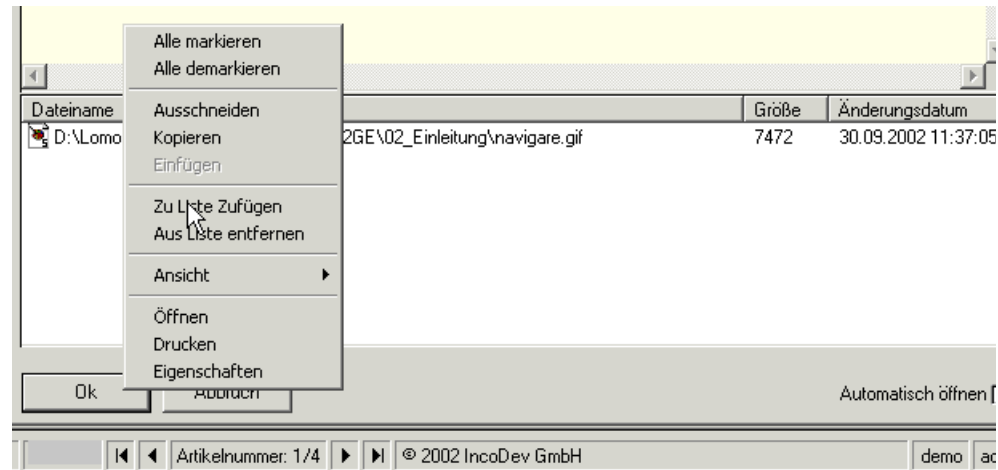 Alle markieren
Alle demarkieren
Dateiname Größe Änderungsdatum
Ausschneiden
D:\Lomo 2GE\02_Einleitung\navigare.gif 7472 30.09.2002 11:37:05
Kopieren
Einfügen
Zu Liste Zufügen
Aus Liste entfernen
Ansicht
Öffnen
Drucken
Eigenschaften
Ok Abbruch Automatisch öffnen
Artikelnummer: 1/4 © 2002 IncoDev GmbH demo